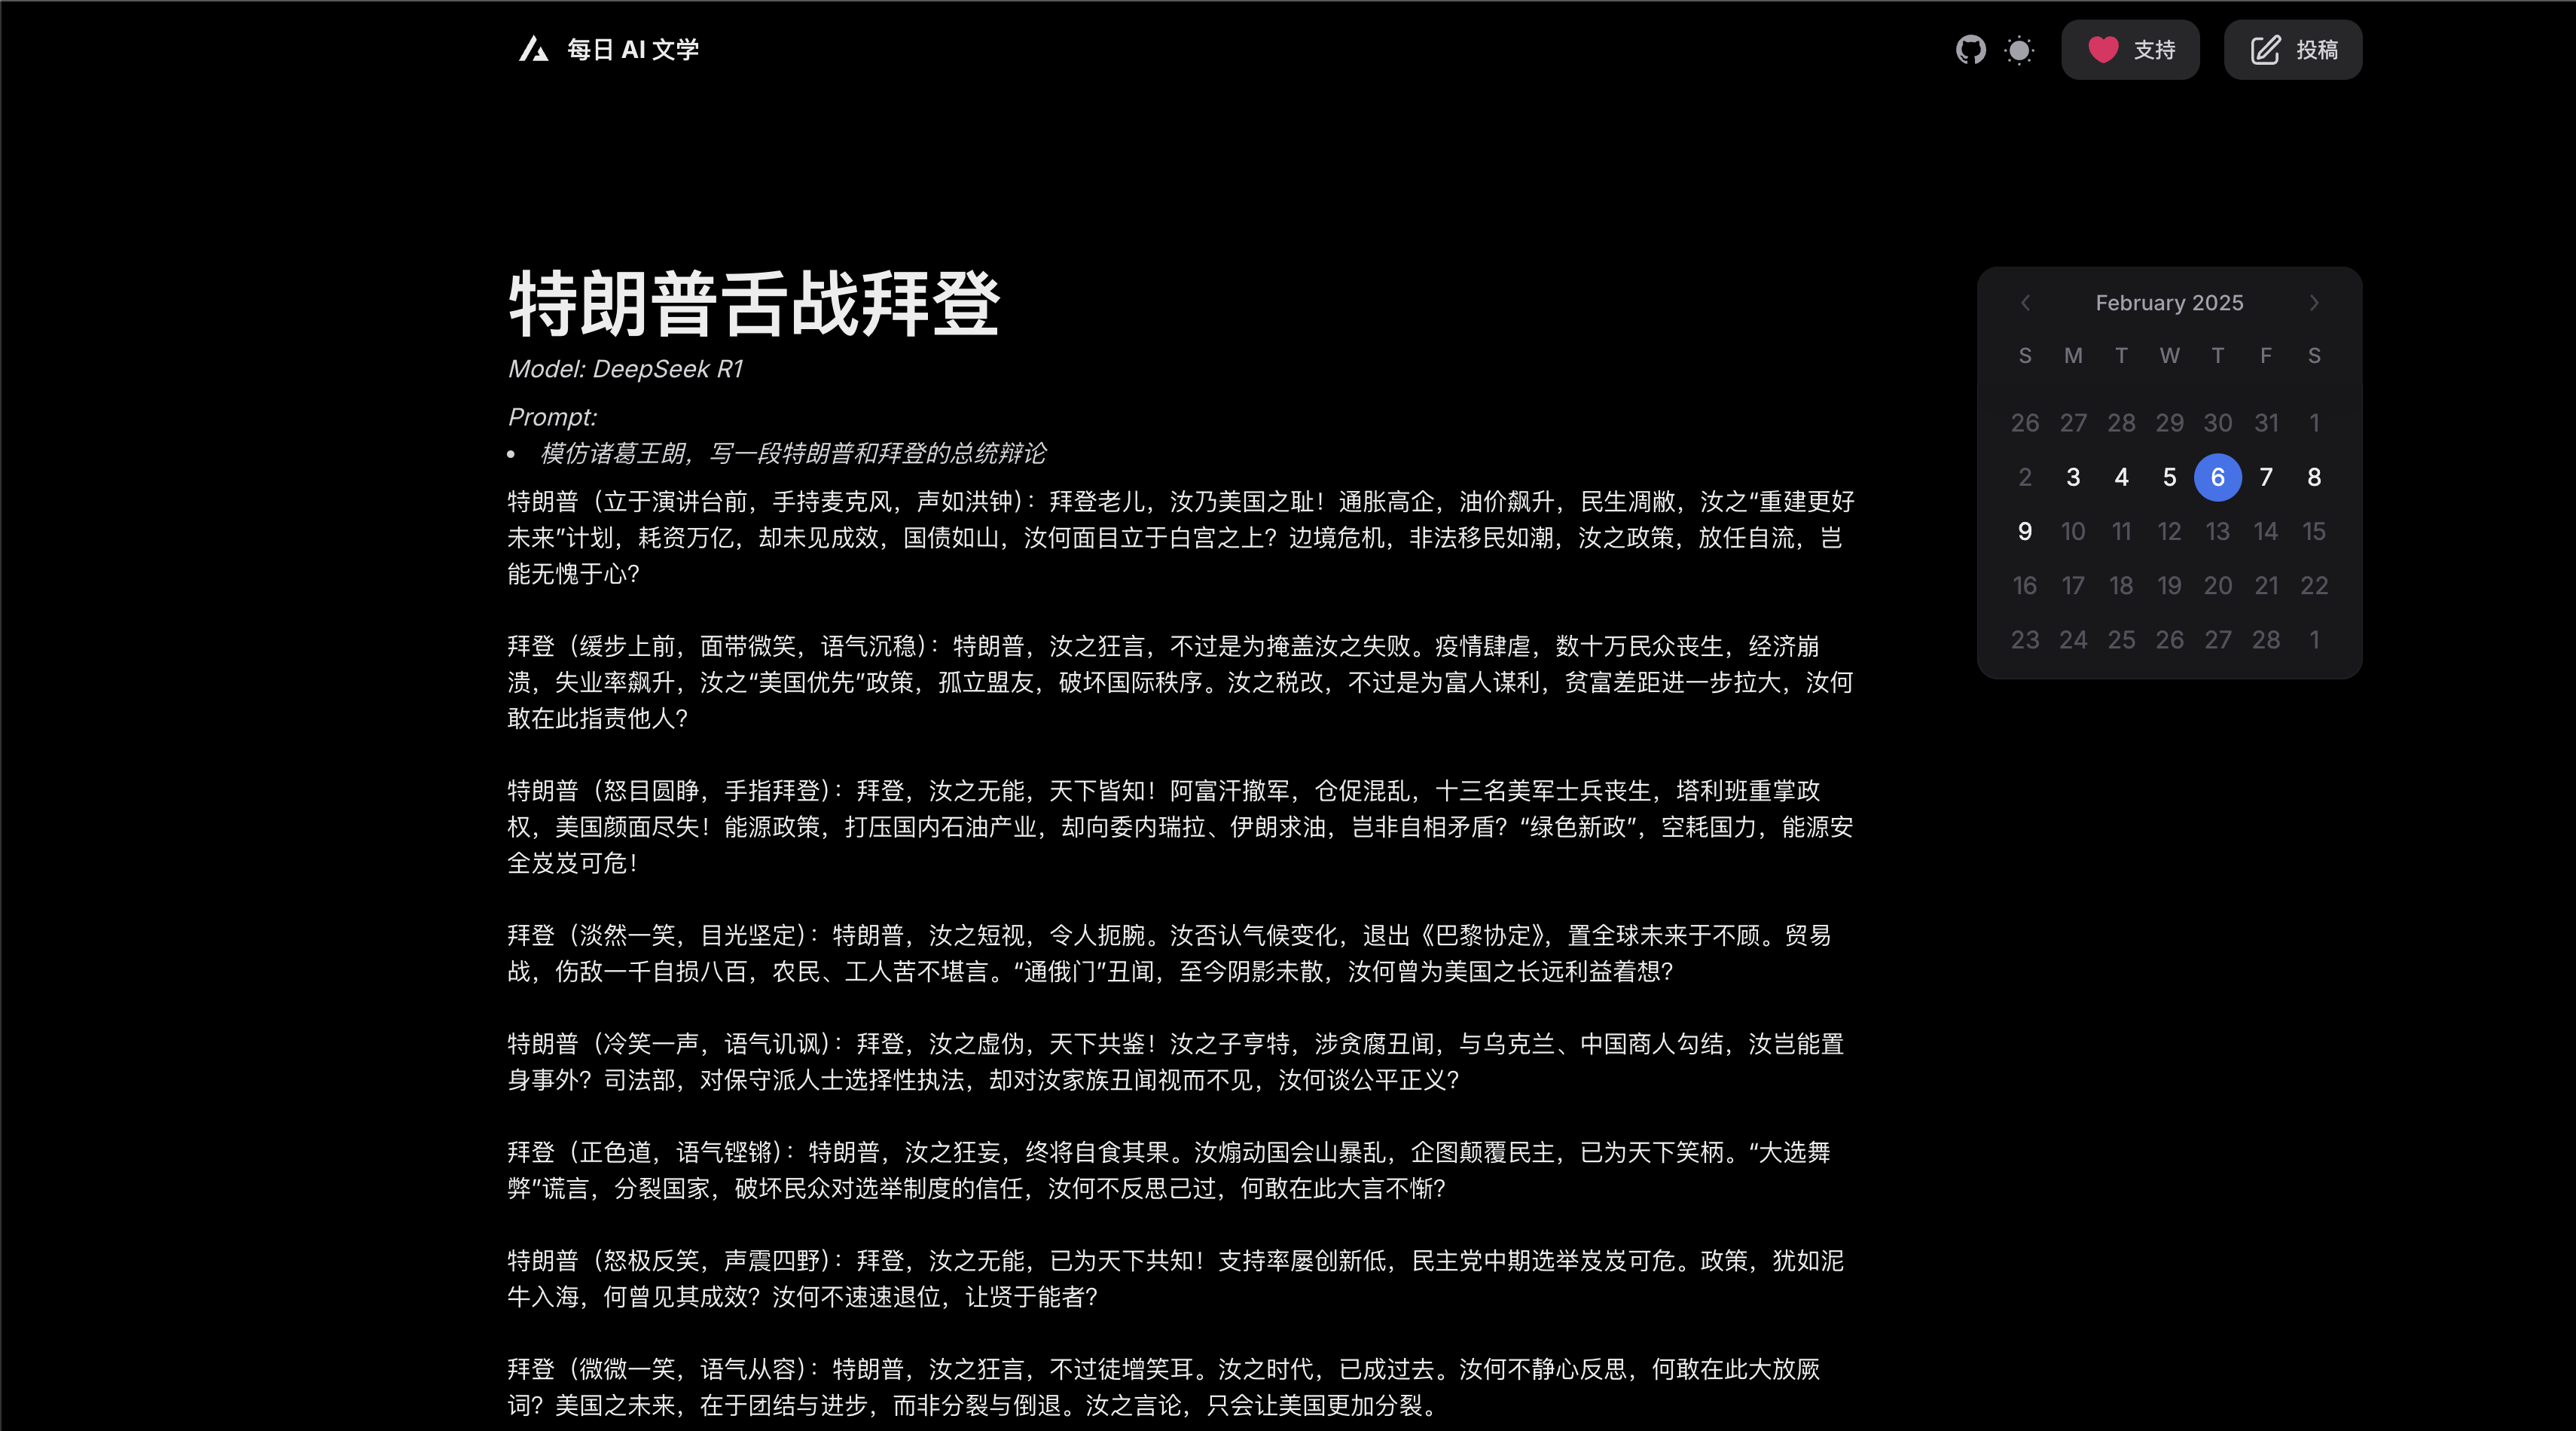 每日 AI 文学
支持
投稿
特朗普舌战拜登
Model: DeepSeek R1
Prompt:
• 模仿诸葛王朗，写一段特朗普和拜登的总统辩论
特朗普（立于演讲台前，手持麦克风，声如洪钟）：拜登老儿，汝乃美国之耻！通胀高企，油价飙升，民生凋敝，汝之“重建更好
未来”计划，耗资万亿，却未见成效，国债如山，汝何面目立于白宫之上？边境危机，非法移民如潮，汝之政策，放任自流，岂
能无愧于心？
拜登（缓步上前，面带微笑，语气沉稳）：特朗普，汝之狂言，不过是为掩盖汝之失败。疫情肆虐，数十万民众丧生，经济崩
溃，失业率飙升，汝之“美国优先”政策，孤立盟友，破坏国际秩序。汝之税改，不过是为富人谋利，贫富差距进一步拉大，汝何
敢在此指责他人？
特朗普（怒目圆睁，手指拜登）：拜登，汝之无能，天下皆知！阿富汗撤军，仓促混乱，十三名美军士兵丧生，塔利班重掌政
权，美国颜面尽失！能源政策，打压国内石油产业，却向委内瑞拉、伊朗求油，岂非自相矛盾？“绿色新政”，空耗国力，能源安
全岌岌可危！
拜登（淡然一笑，目光坚定）：特朗普，汝之短视，令人扼腕。汝否认气候变化，退出《巴黎协定》，置全球未来于不顾。贸易
战，伤敌一千自损八百，农民、工人苦不堪言。“通俄门”丑闻，至今阴影未散，汝何曾为美国之长远利益着想？
特朗普（冷笑一声，语气讥讽）：拜登，汝之虚伪，天下共鉴！汝之子亨特，涉贪腐丑闻，与乌克兰、中国商人勾结，汝岂能置
身事外？司法部，对保守派人士选择性执法，却对汝家族丑闻视而不见，汝何谈公平正义？
拜登（正色道，语气铿锵）：特朗普，汝之狂妄，终将自食其果。汝煽动国会山暴乱，企图颠覆民主，已为天下笑柄。“大选舞
弊”谎言，分裂国家，破坏民众对选举制度的信任，汝何不反思己过，何敢在此大言不惭？
特朗普（怒极反笑，声震四野）：拜登，汝之无能，已为天下共知！支持率屡创新低，民主党中期选举岌岌可危。政策，犹如泥
牛入海，何曾见其成效？汝何不速速退位，让贤于能者？
拜登（微微一笑，语气从容）：特朗普，汝之狂言，不过徒增笑耳。汝之时代，已成过去。汝何不静心反思，何敢在此大放厥
词？美国之未来，在于团结与进步，而非分裂与倒退。汝之言论，只会让美国更加分裂。
February 2025
S M T W T F S
26 27 28 29 30 31 1
2 3 4 5 6 7 8
9 10 11 12 13 14 15
16 17 18 19 20 21 22
23 24 25 26 27 28 1